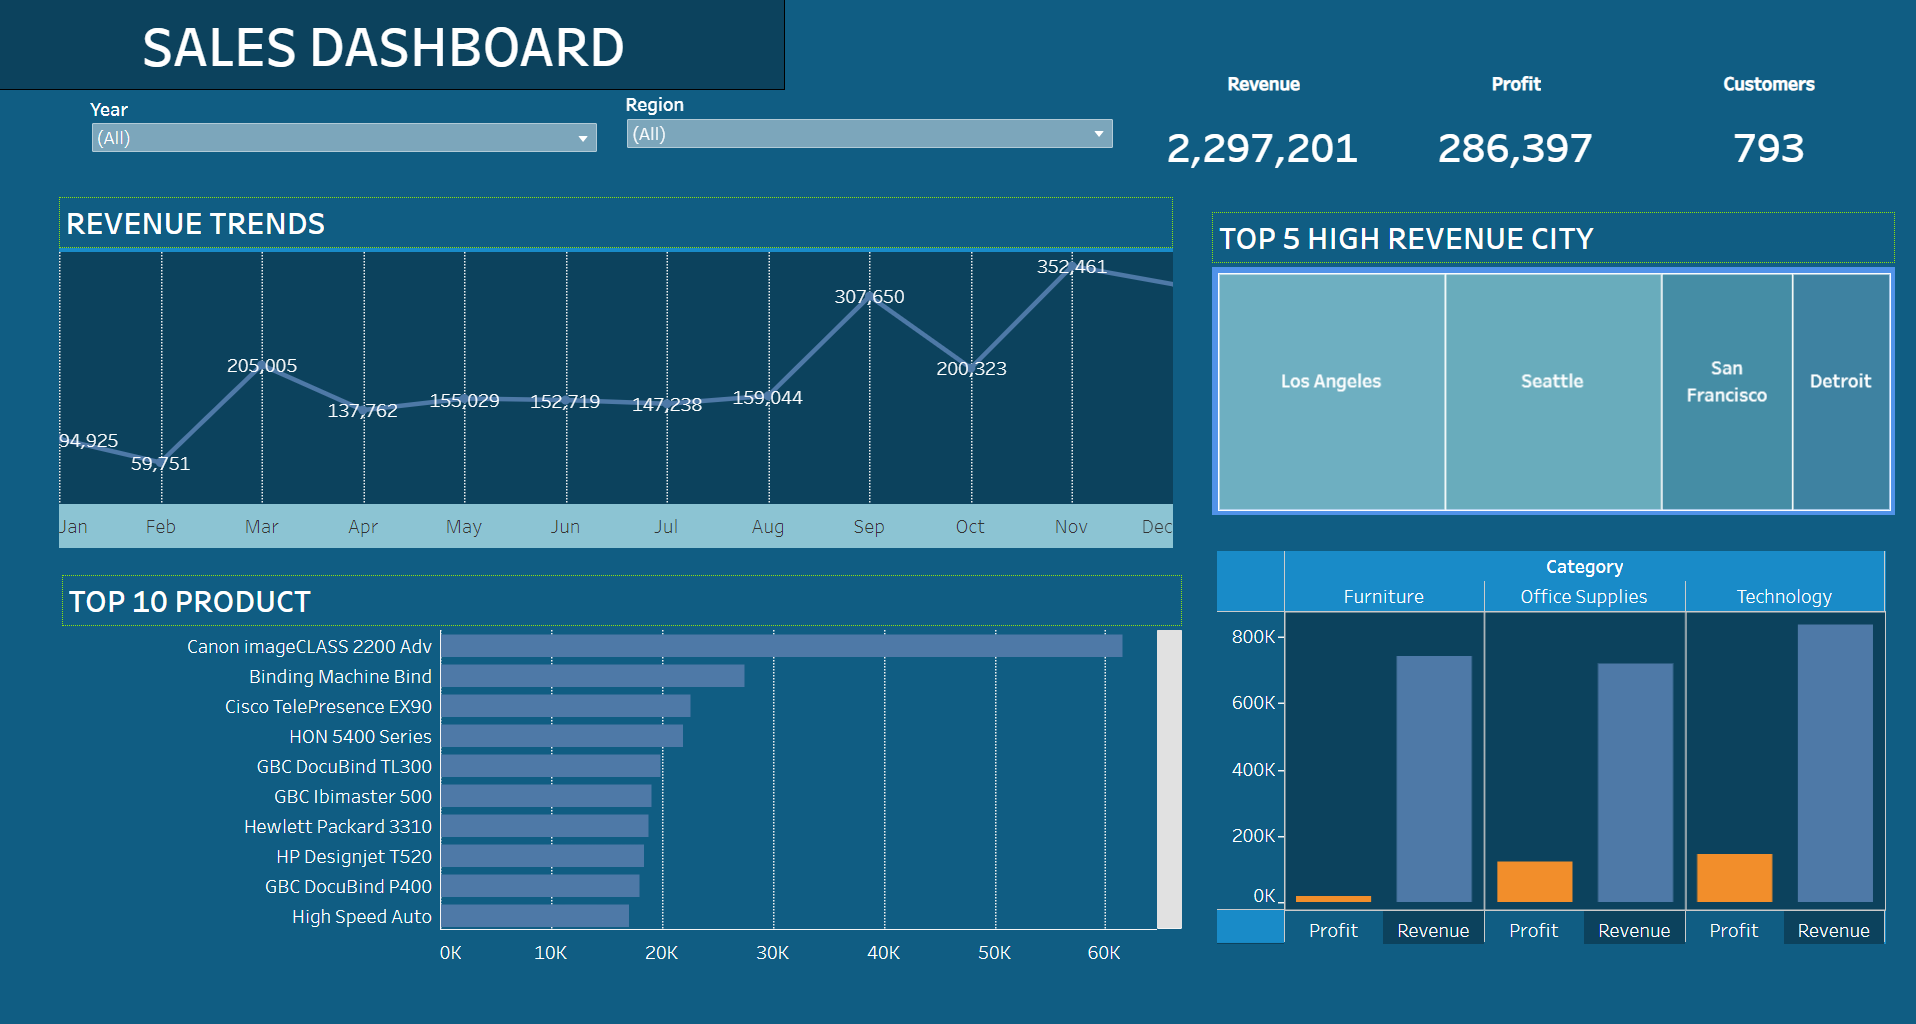 SALES DASHBOARD
Year
(All)
Region
(All)
Revenue
2,297,201
Profit
286,397
Customers
793
REVENUE TRENDS
94,925
59,751
205,005
137,762
155,029
152,719
147,238
159,044
307,650
200,323
352,461
Jan Feb Mar Apr May Jun Jul Aug Sep Oct Nov Dec
TOP 5 HIGH REVENUE CITY
Los Angeles
Seattle
San
Francisco
Detroit
TOP 10 PRODUCT
Canon imageCLASS 2200 Adv
Binding Machine Bind
Cisco TelePresence EX90
HON 5400 Series
GBC DocuBind TL300
GBC Ibimaster 500
Hewlett Packard 3310
HP Designjet T520
GBC DocuBind P400
High Speed Auto
0K 10K 20K 30K 40K 50K 60K
Category
Furniture Office Supplies Technology
800K
600K
400K
200K
0K
Profit Revenue Profit Revenue Profit Revenue